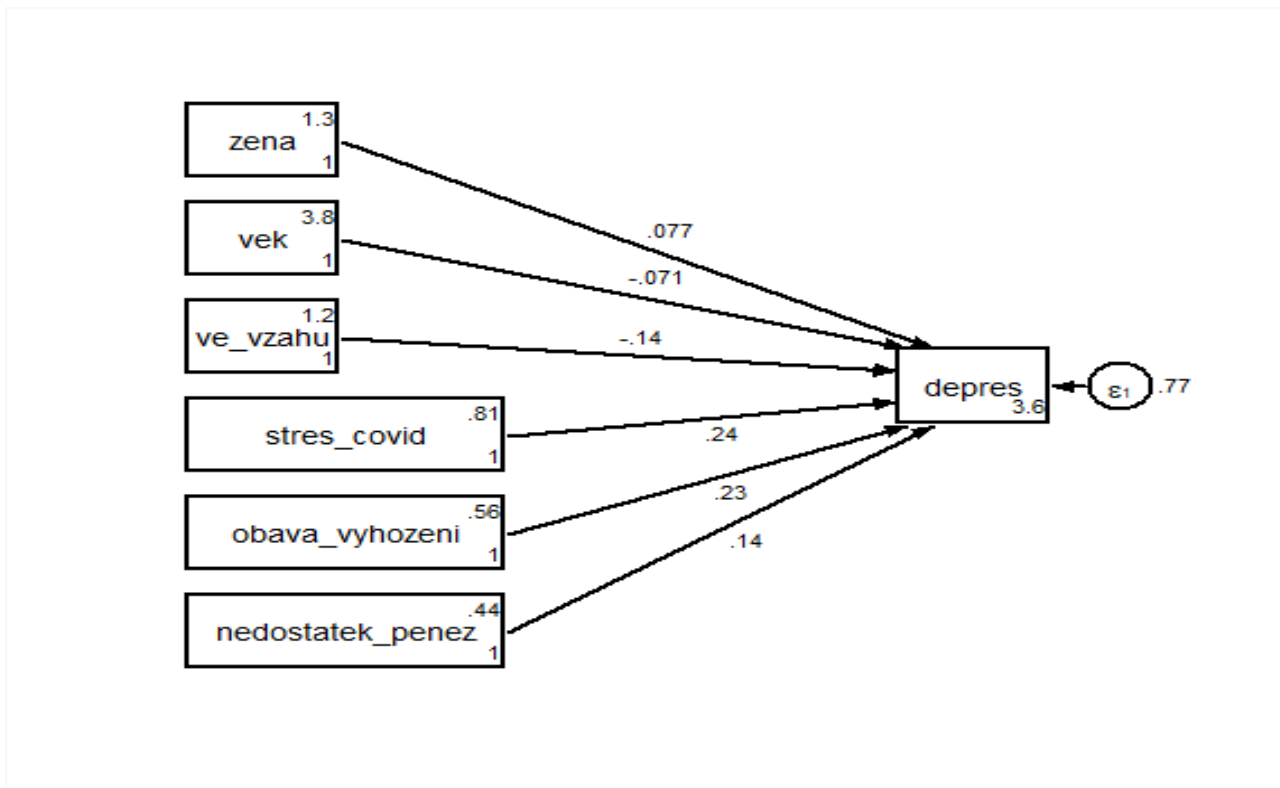 1.3
zena
1
.077
3.8
vek
1
-.071
1.2
ve_vzahu
1
-.14
depres
3.6
ε1
.77
.81
stres_covid
1
.24
.56
obava_vyhozeni
1
.23
.14
.44
nedostatek_penez
1